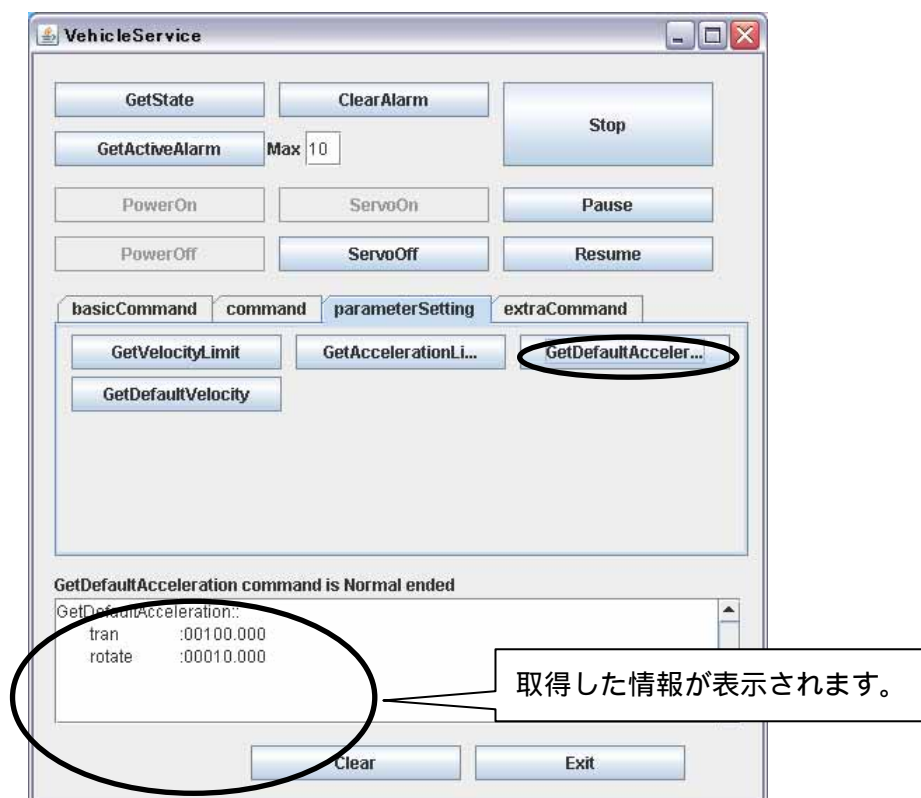 VehicleService
GetState
ClearAlarm
Stop
GetActiveAlarm
Max 10
PowerOn
ServoOn
Pause
PowerOff
ServoOff
Resume
basicCommand
command
parameterSetting
extraCommand
GetVelocityLimit
GetAccelerationLi...
GetDefaultAcceler...
GetDefaultVelocity
GetDefaultAcceleration command is Normal ended
GetDefaultAcceleration::
tran :00100.000
rotate :00010.000
取得した情報が表示されます。
Clear
Exit